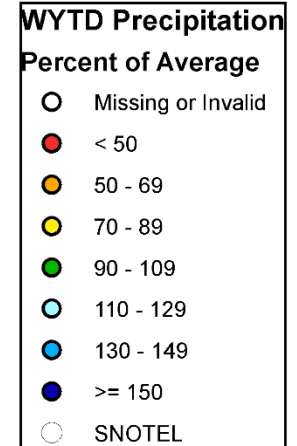 WYTD Precipitation
Percent of Average
Missing or Invalid
< 50
50 - 69
70 - 89
90 - 109
110 - 129
130 - 149
>= 150
SNOTEL